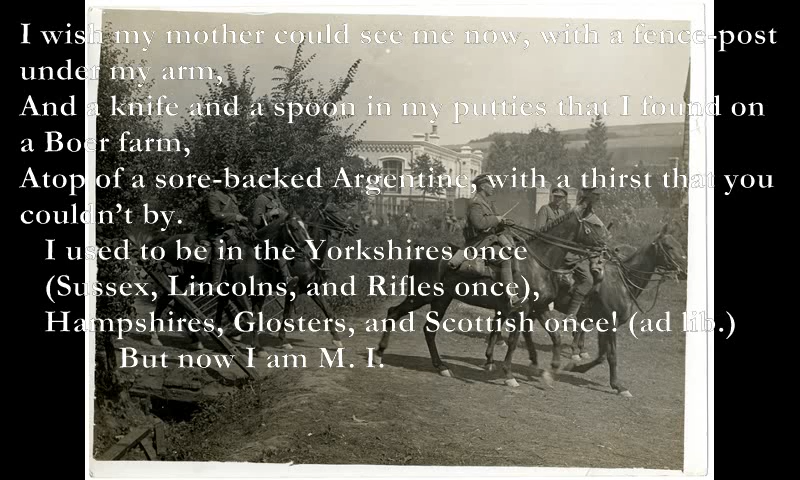 I wish my mother could see me now, with a fence-post
under my arm,
And a knife and a spoon in my putties that I found on
a Boer farm,
Atop of a sore-backed Argentine, with a thirst that you
couldn't by.
I used to be in the Yorkshires once
(Sussex, Lincolns, and Rifles once),
Hampshires, Glosters, and Scottish once! (ad lib.)
But now I am M. I.